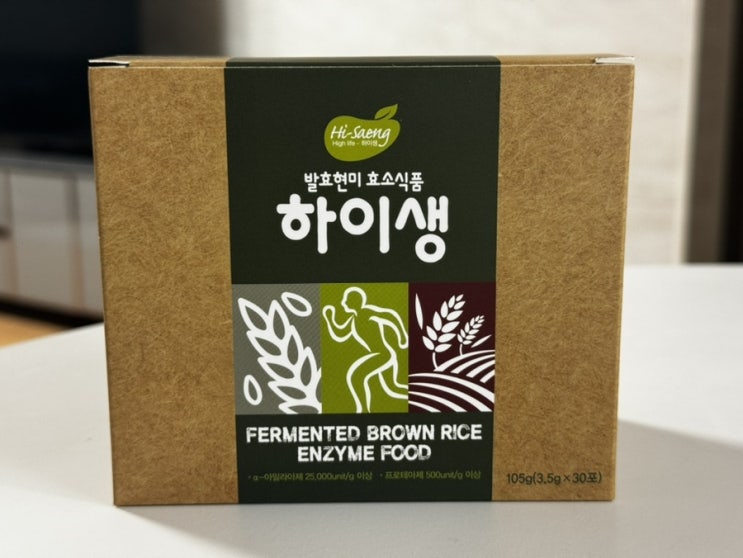 Hi-Saeng
High life - 하이생
발효현미 효소식품
하이생
FERMENTED BROWN RICE
ENZYME FOOD
· α-아밀라아제 25,000unit/g 이상 · 프로테아제 500unit/g 이상
105g(3.5g×30포)